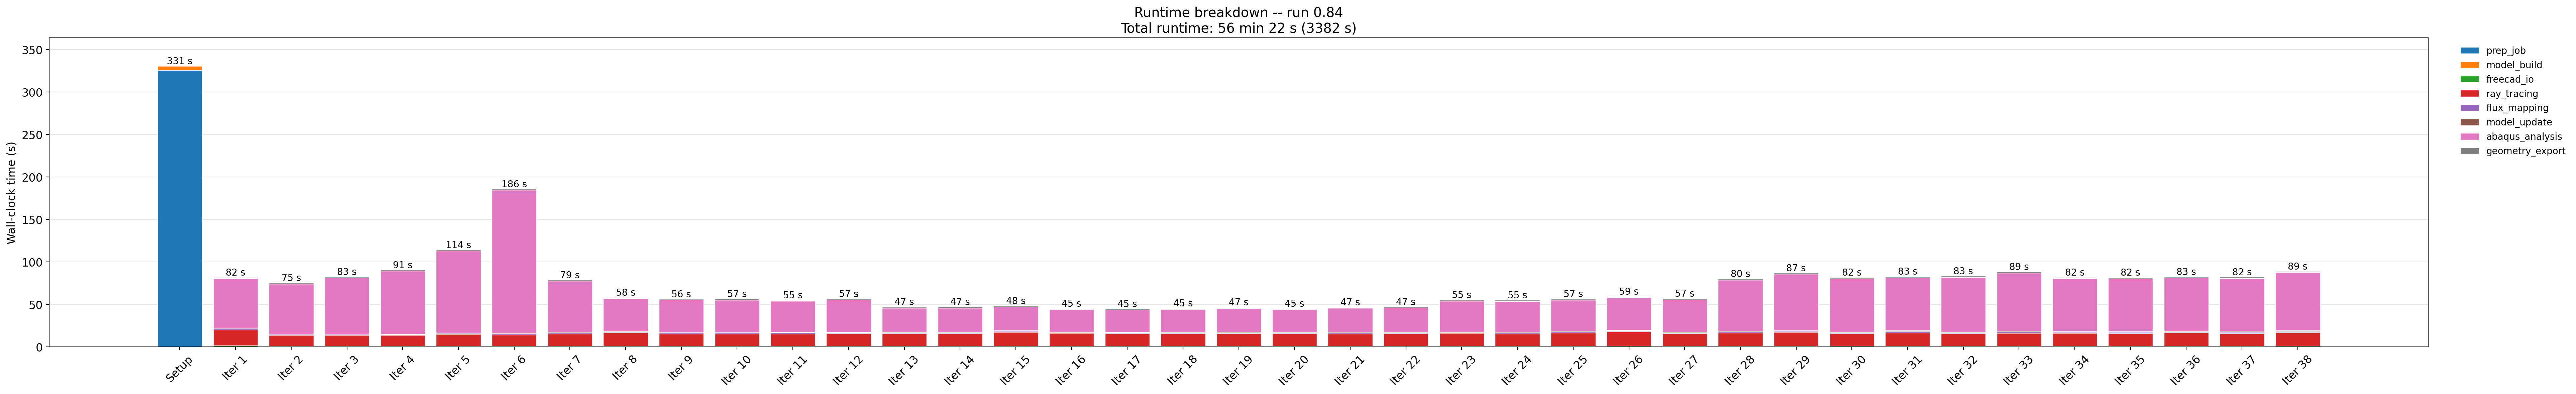 Runtime breakdown -- run 0.84
Total runtime: 56 min 22 s (3382 s)
Wall-clock time (s)
350
300
250
200
150
100
50
0
331 s
82 s
75 s
83 s
91 s
114 s
186 s
79 s
58 s
56 s
57 s
55 s
57 s
47 s
47 s
48 s
45 s
45 s
45 s
47 s
45 s
47 s
47 s
55 s
55 s
57 s
59 s
57 s
80 s
87 s
82 s
83 s
83 s
89 s
82 s
82 s
83 s
82 s
89 s
Setup
Iter 1
Iter 2
Iter 3
Iter 4
Iter 5
Iter 6
Iter 7
Iter 8
Iter 9
Iter 10
Iter 11
Iter 12
Iter 13
Iter 14
Iter 15
Iter 16
Iter 17
Iter 18
Iter 19
Iter 20
Iter 21
Iter 22
Iter 23
Iter 24
Iter 25
Iter 26
Iter 27
Iter 28
Iter 29
Iter 30
Iter 31
Iter 32
Iter 33
Iter 34
Iter 35
Iter 36
Iter 37
Iter 38
prep_job
model_build
freecad_io
ray_tracing
flux_mapping
model_update
abaqus_analysis
geometry_export